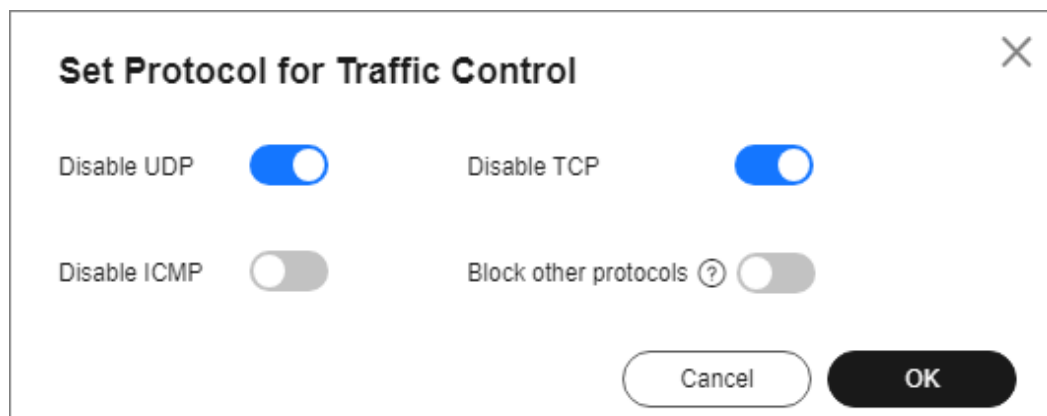 Set Protocol for Traffic Control
Disable UDP
Disable TCP
Disable ICMP
Block other protocols ?
Cancel
OK